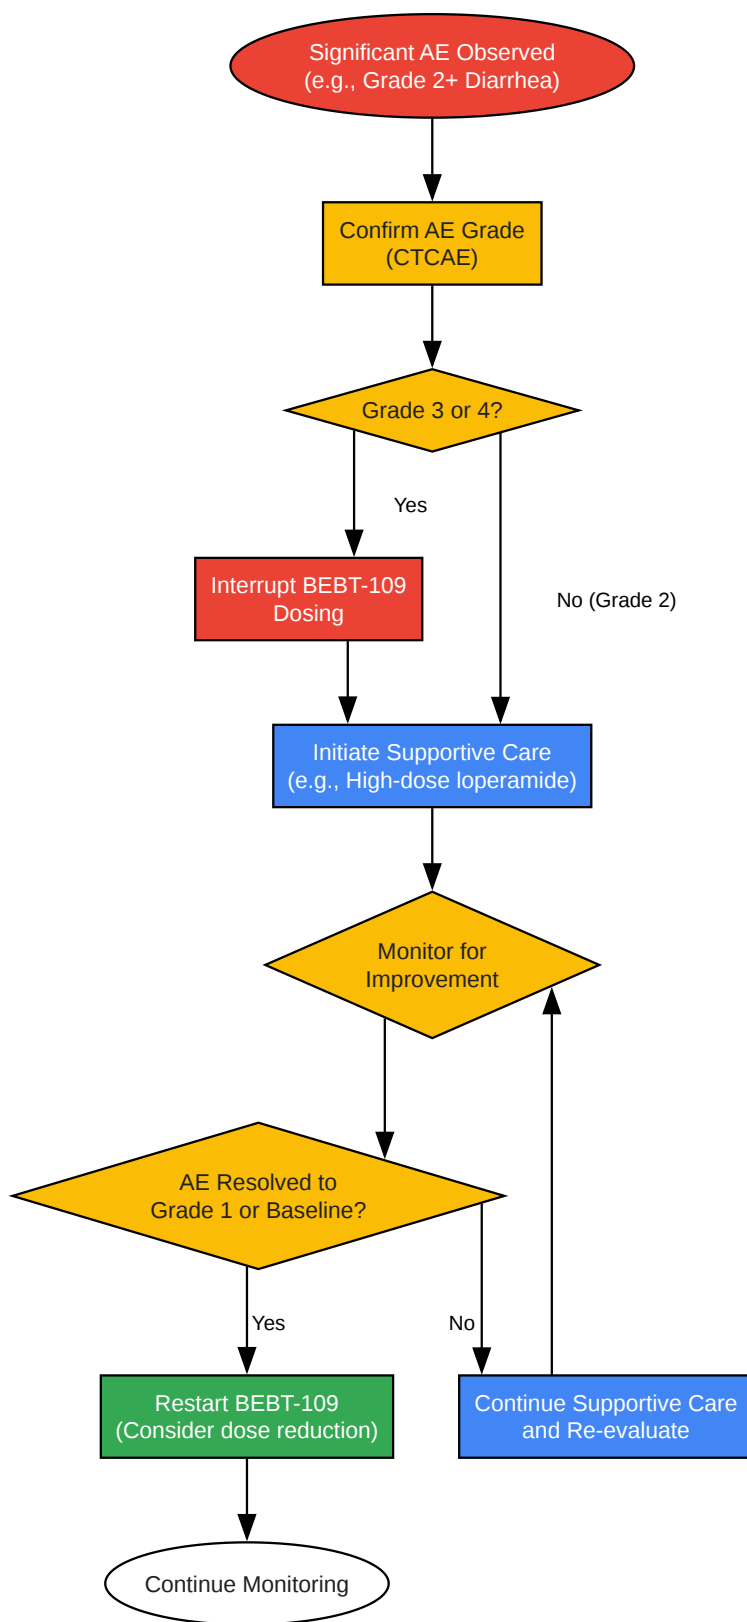 Significant AE Observed
(e.g., Grade 2+ Diarrhea)
Confirm AE Grade
(CTCAE)
Grade 3 or 4?
Yes
Interrupt BEBT-109
Dosing
No (Grade 2)
Initiate Supportive Care
(e.g., High-dose loperamide)
Monitor for
Improvement
AE Resolved to
Grade 1 or Baseline?
Yes
No
Restart BEBT-109
(Consider dose reduction)
Continue Supportive Care
and Re-evaluate
Continue Monitoring